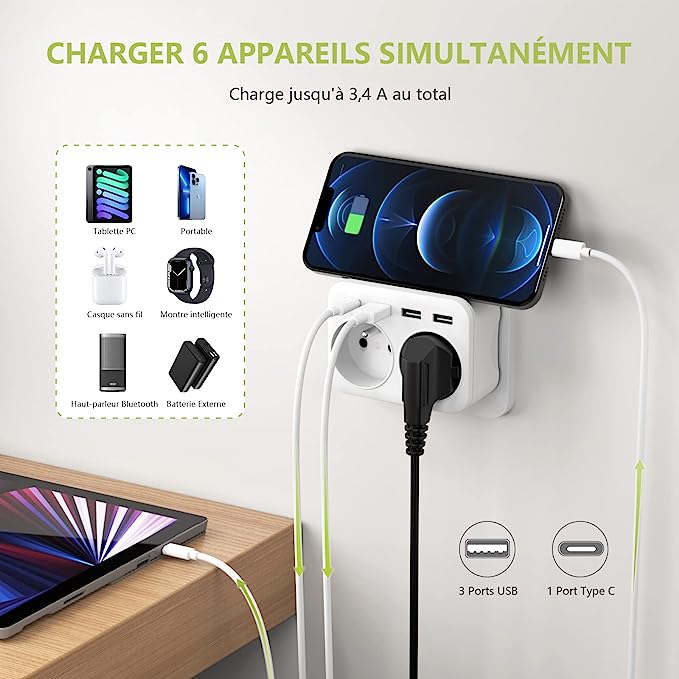 CHARGER 6 APPAREILS SIMULTANÉMENT
Charge jusqu'à 3,4 A au total
Tablette PC
Portable
Casque sans fil
Montre intelligente
Haut-parleur Bluetooth
Batterie Externe
3 Ports USB
1 Port Type C